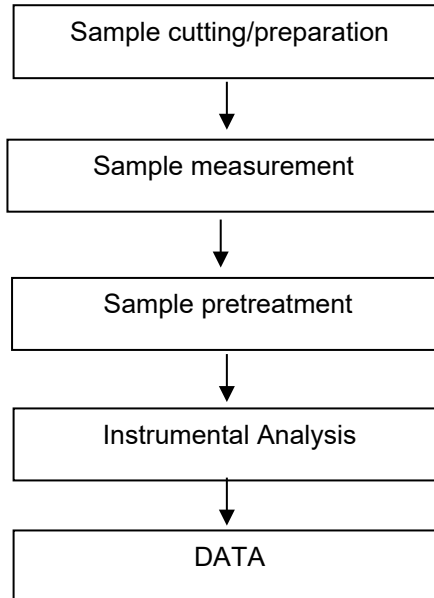 Sample cutting/preparation
Sample measurement
Sample pretreatment
Instrumental Analysis
DATA